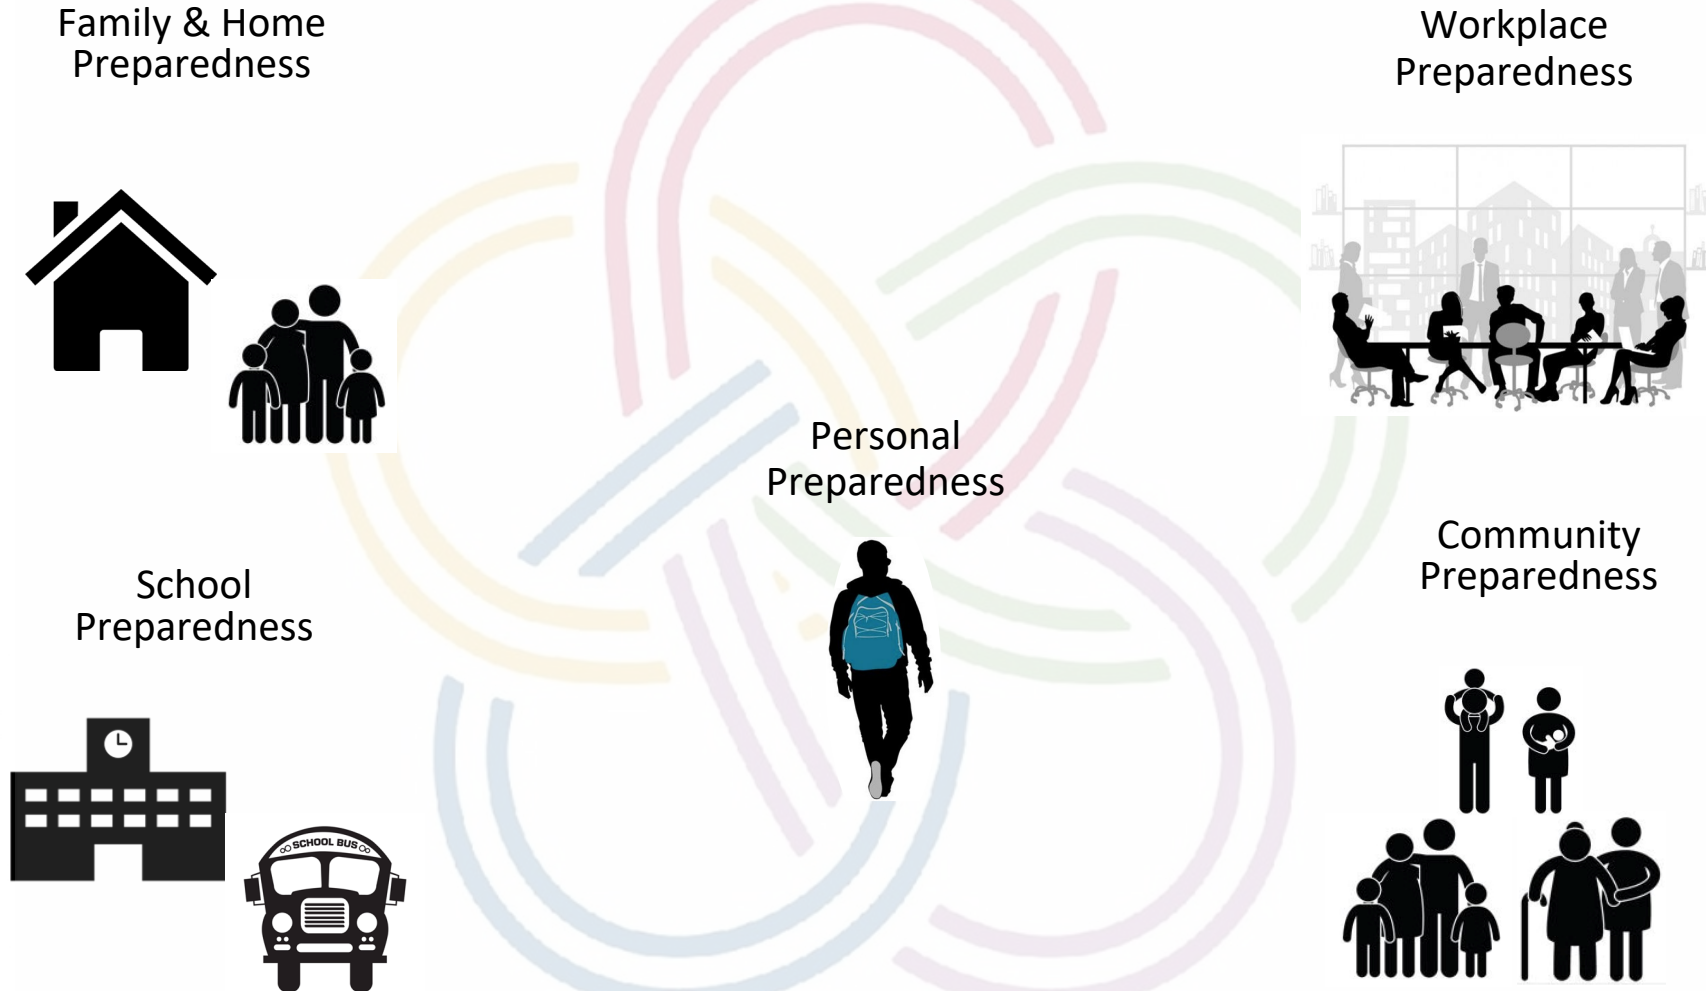 Family & Home
Preparedness
Workplace
Preparedness
Personal
Preparedness
Community
Preparedness
School
Preparedness
SCHOOL BUS